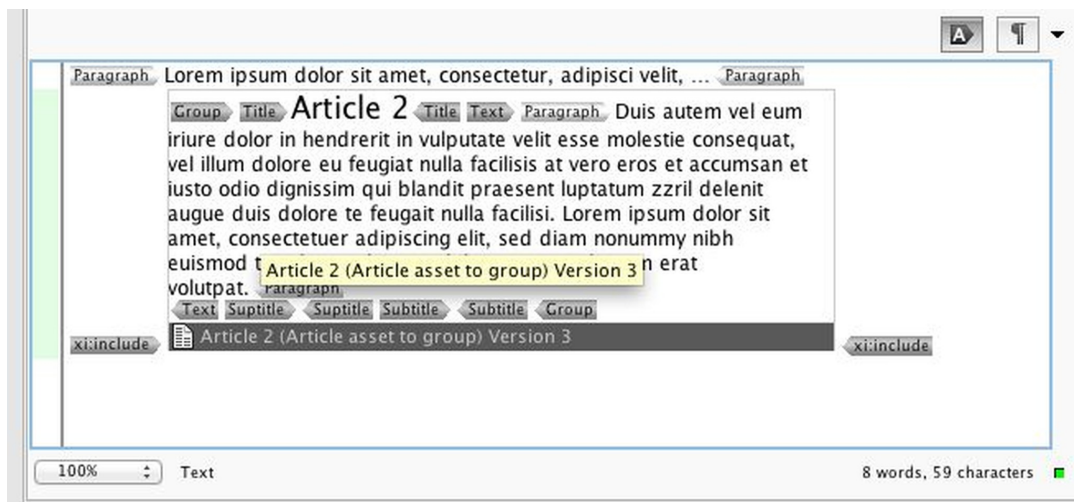 A ¶
Paragraph Lorem ipsum dolor sit amet, consectetur, adipisci velit, ... Paragraph
Group Title Article 2 Title Text Paragraph Duis autem vel eum
iriure dolor in hendrerit in vulputate velit esse molestie consequat,
vel illum dolore eu feugiat nulla facilisis at vero eros et accumsan et
iusto odio dignissim qui blandit praesent luptatum zzril delenit
augue duis dolore te feugait nulla facilisi. Lorem ipsum dolor sit
amet, consectetuer adipiscing elit, sed diam nonummy nibh
euismod erat
Article 2 (Article asset to group) Version 3
volutpat. Paragraph
Text Suptitle Suptitle Subtitle Subtitle Group
xi:include Article 2 (Article asset to group) Version 3 xi:include
100% Text 8 words, 59 characters